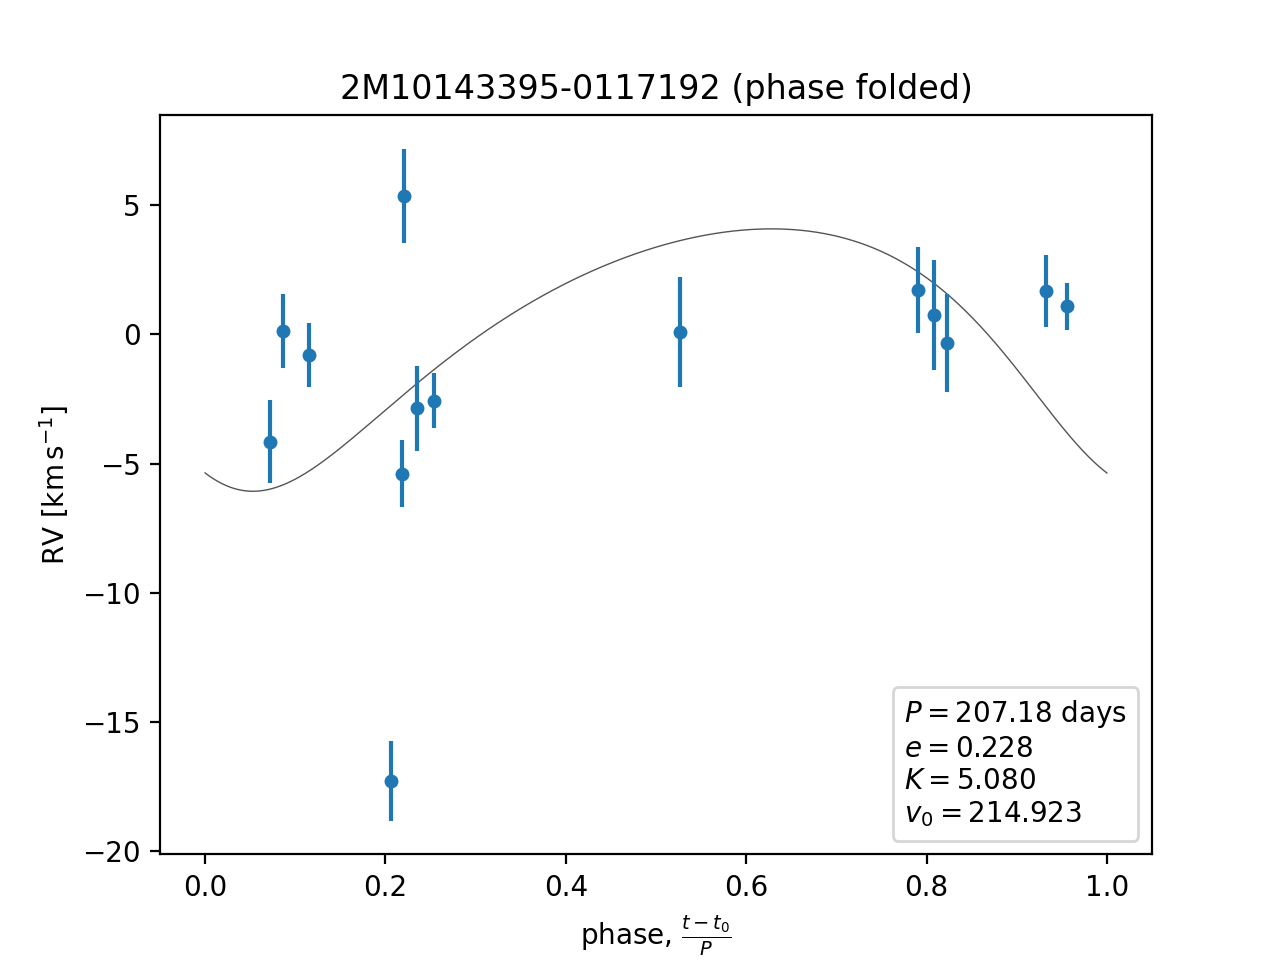 2M10143395-0117192 (phase folded)
RV [km s⁻¹]
5
0
−5
−10
−15
−20
P = 207.18 days
e = 0.228
K = 5.080
v₀ = 214.923
0.0 0.2 0.4 0.6 0.8 1.0
phase, (t − t₀)/P